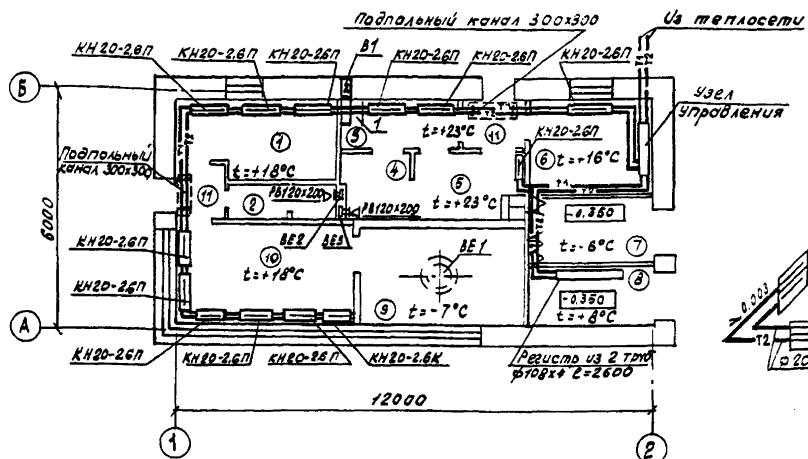 Подпольный канал 300х300
Из теплосети
КН20-2,6П
КН20-2,6П
КН20-2,6П
В1
КН20-2,6П
КН20-2,6П
КН20-2,6П
Т1
Т2
Узел
управления
Б
1
t=+18°С
3
1
t=+23°С
11
КН20-2.6П
6
t=+16°С
4
5
t=+23°С
Подпольный
канал 300х300
11
2
РВ120х200
РВ120х200
ВЕ2
ВЕ3
-0.350
t=-6°С
7
КН20-2.6П
КН20-2.6П
10
t=+18°С
ВЕ1
9
t=-7°С
8
-0.350
t=+8°С
6000
А
КН20-2.6П
КН20-2.6П
КН20-2.6П
КН20-2.6К
Регистр из 2 труб
ф108х4 ℓ=2600
12000
1
2
0.003
Т2